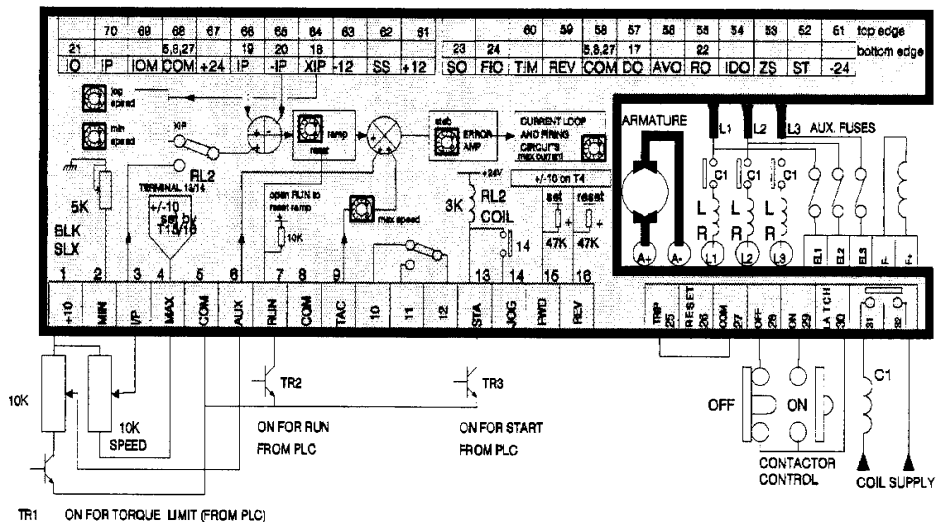 70 69 68 67 66 65 64 63 62 61 60 59 58 57 56 55 54 53 52 51 top edge
21 5,8,27 19 20 18 23 24 5,8,27 17 22 bottom edge
IO IP IOM COM +24 IP -IP XIP -12 SS +12 SO FIO TIM REV COM DO AVO RO IDO ZS ST -24
jog speed
min speed
XIP
RL2
TERMINAL 13/14
+/-10
set by
T15/16
5K
BLK
SLX
+ -
ramp
reset
open RUN to
reset ramp
10K
max speed
stab
ERROR
AMP
CURRENT LOOP
AND FIRING
CIRCUITS
max current
+24V
3K
RL2
COIL
14
+/-10 on T4
set
reset
47K
47K
ARMATURE
L1 L2 L3 AUX. FUSES
C1 C1 C1
L R L R L R
A+ A- L1 L2 L3 EL1 EL2 EL3 F- F+
1 2 3 4 5 6 7 8 9 10 11 12 13 14 15 16
+10 MIN I/P MAX COM AUX RUN COM TAC STA JOG FWD REV
TRIP RESET COM OFF ON LATCH S1 S2
25 26 27 28 29 30
10K
10K
SPEED
TR2
ON FOR RUN
FROM PLC
TR3
ON FOR START
FROM PLC
OFF
ON
CONTACTOR
CONTROL
C1
COIL SUPPLY
TR1 ON FOR TORQUE LIMIT (FROM PLC)